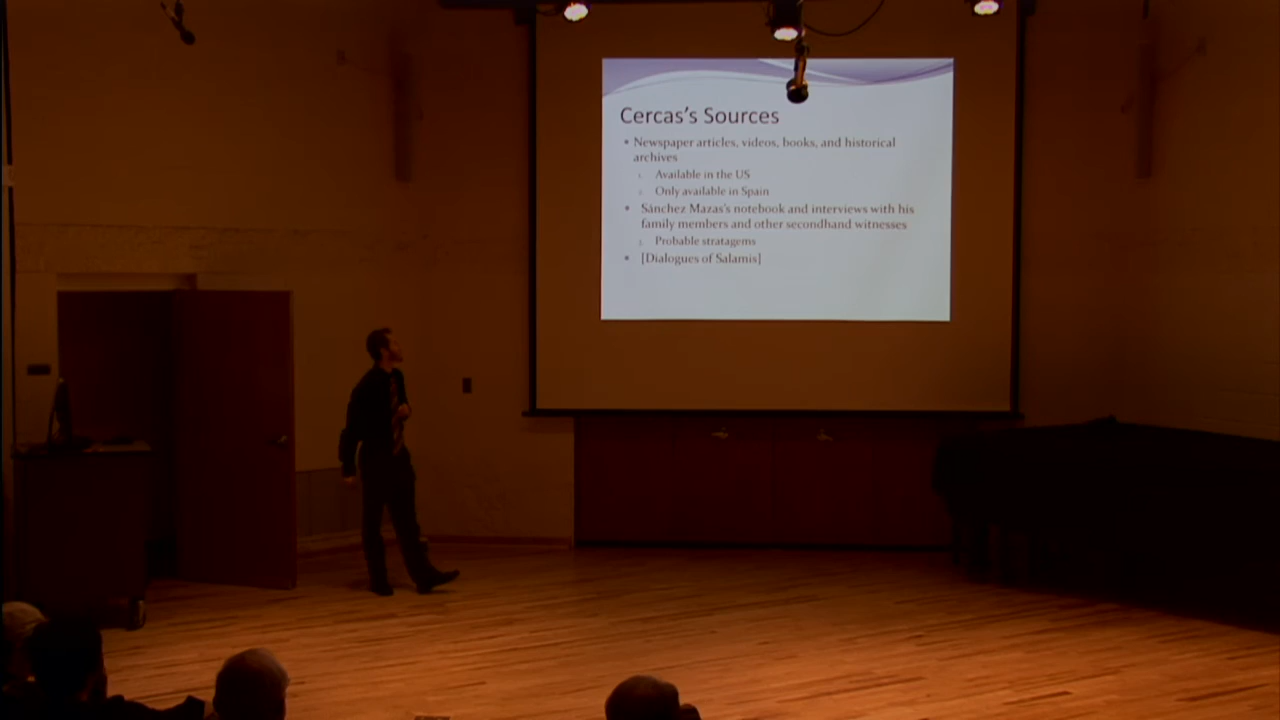 Cercas's Sources
• Newspaper articles, videos, books, and historical
archives
Available in the US
Only available in Spain
• Sánchez Mazas's notebook and interviews with his
family members and other secondhand witnesses
Probable stratagems
• [Dialogues of Salamis]